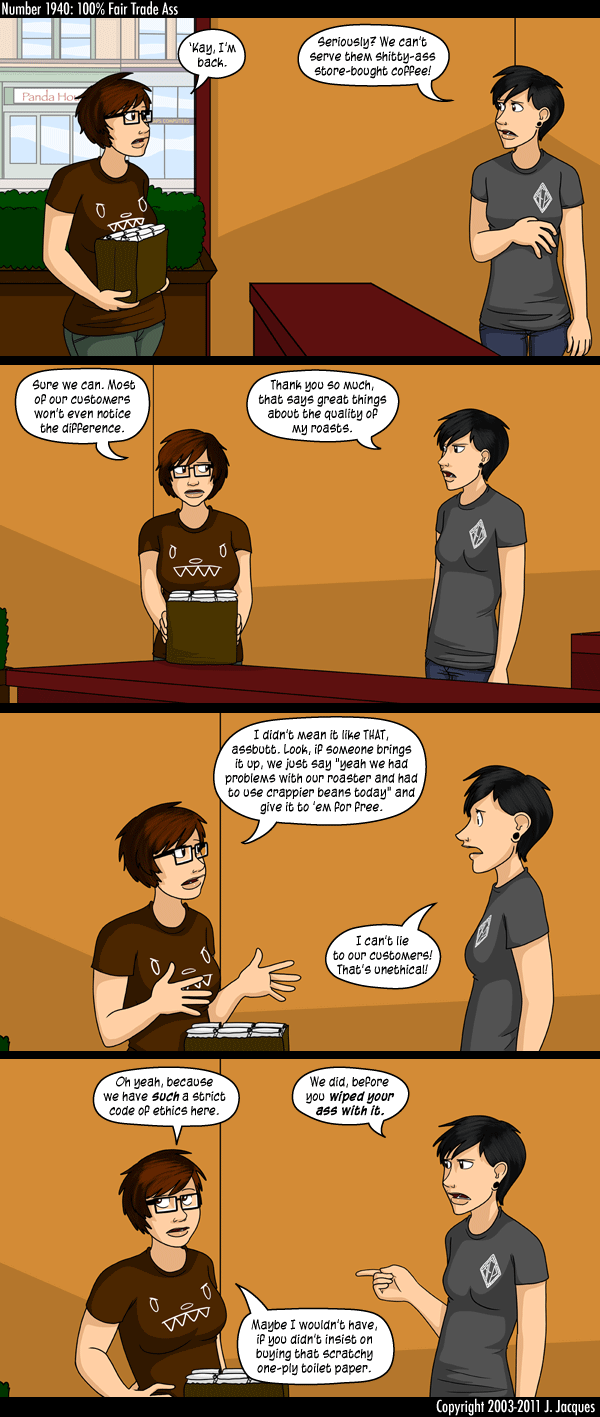 Number 1940: 100% Fair Trade Ass
'Kay, I'm
back.
Seriously? We can't
serve them shitty-ass
store-bought coffee!
Panda Hou
Sure we can. Most
of our customers
won't even notice
the difference.
Thank you so much,
that says great things
about the quality of
my roasts.
I didn't mean it like THAT,
assbutt. Look, if someone brings
it up, we just say "yeah we had
problems with our roaster and had
to use crappier beans today" and
give it to 'em for free.
I can't lie
to our customers!
That's unethical!
Oh yeah, because
we have such a strict
code of ethics here.
We did, before
you wiped your
ass with it.
Maybe I wouldn't have,
if you didn't insist on
buying that scratchy
one-ply toilet paper.
Copyright 2003-2011 J. Jacques